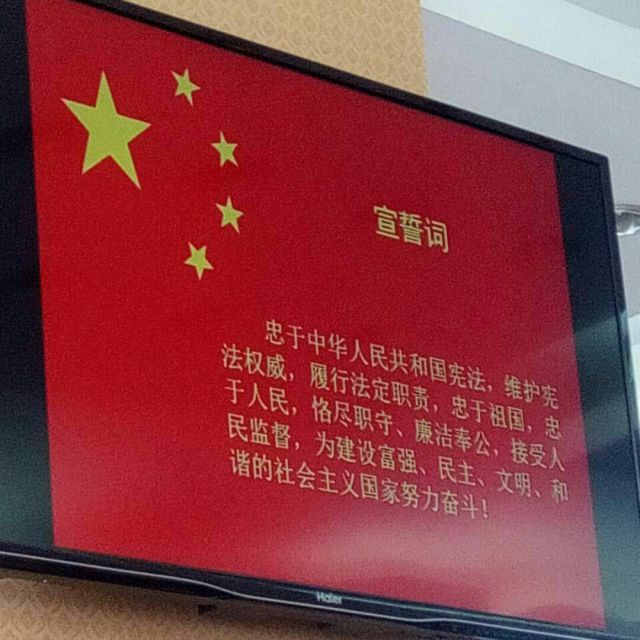 宣誓词
忠于中华人民共和国宪法，维护宪
法权威，履行法定职责，忠于祖国，忠
于人民，恪尽职守、廉洁奉公，接受人
民监督，为建设富强、民主、文明、和
谐的社会主义国家努力奋斗！
Haier